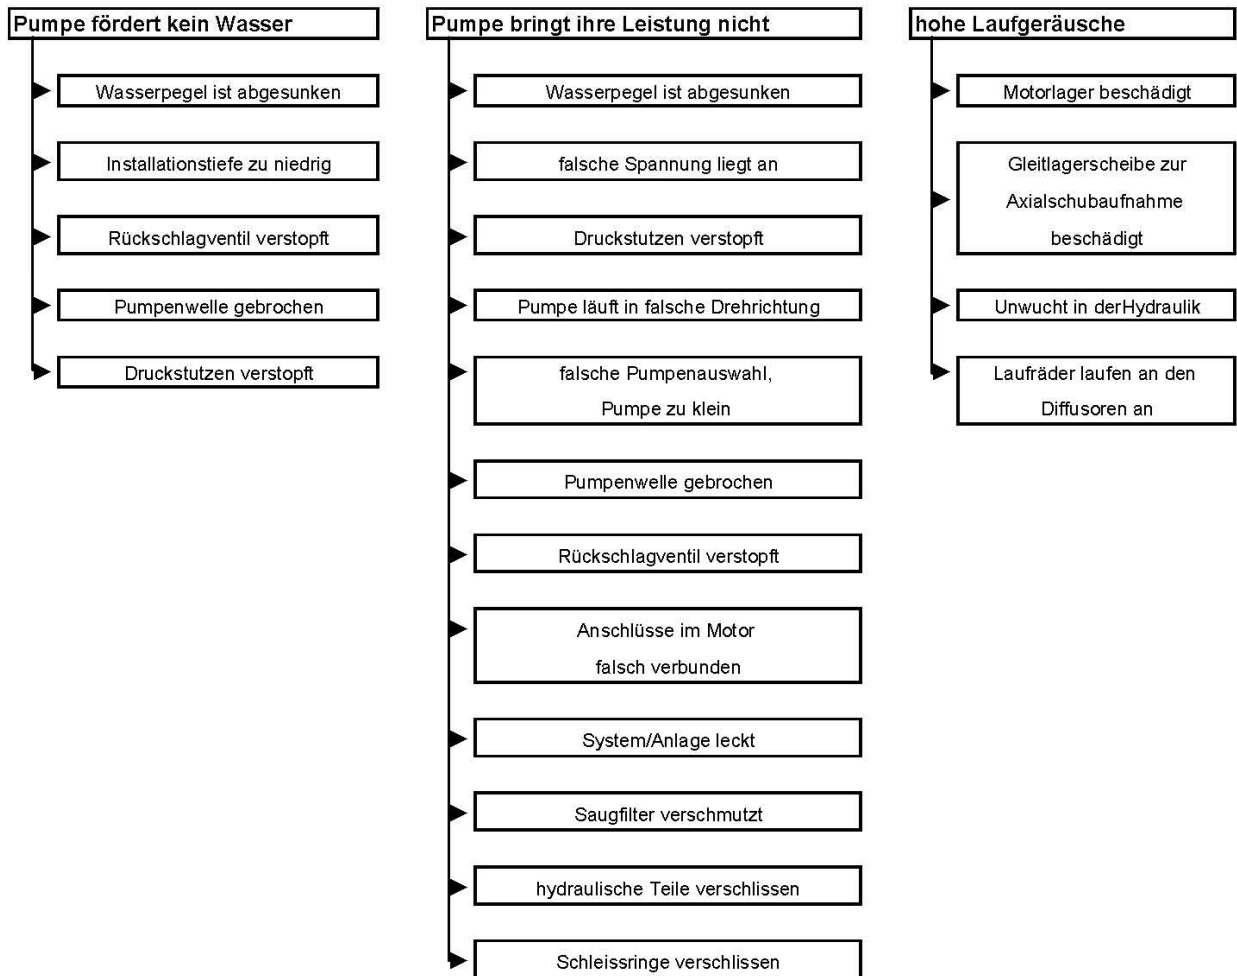 Pumpe fördert kein Wasser
Wasserpegel ist abgesunken
Installationstiefe zu niedrig
Rückschlagventil verstopft
Pumpenwelle gebrochen
Druckstutzen verstopft
Pumpe bringt ihre Leistung nicht
Wasserpegel ist abgesunken
falsche Spannung liegt an
Druckstutzen verstopft
Pumpe läuft in falsche Drehrichtung
falsche Pumpenauswahl,
Pumpe zu klein
Pumpenwelle gebrochen
Rückschlagventil verstopft
Anschlüsse im Motor
falsch verbunden
System/Anlage leckt
Saugfilter verschmutzt
hydraulische Teile verschlissen
Schleissringe verschlissen
hohe Laufgeräusche
Motorlager beschädigt
Gleitlagerscheibe zur
Axialschubaufnahme
beschädigt
Unwucht in derHydraulik
Laufräder laufen an den
Diffusoren an